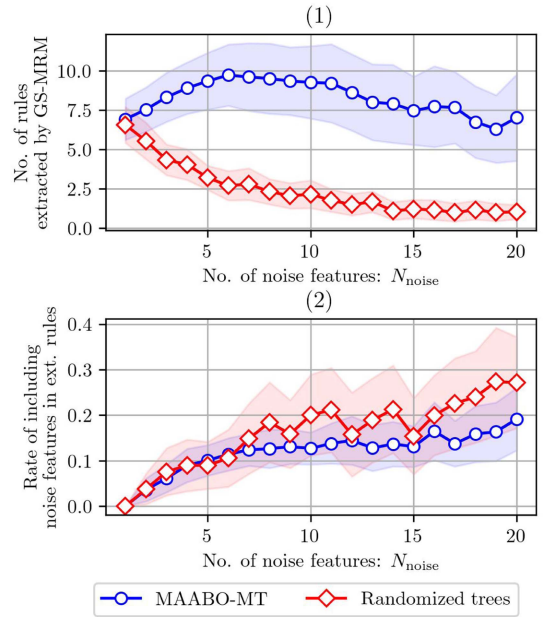 (1)
No. of rules
extracted by GS-MRM
10.0
7.5
5.0
2.5
0.0
5
10
15
20
No. of noise features: Nnoise
(2)
Rate of including
noise features in ext. rules
0.4
0.3
0.2
0.1
0.0
5
10
15
20
No. of noise features: Nnoise
MAABO-MT
Randomized trees